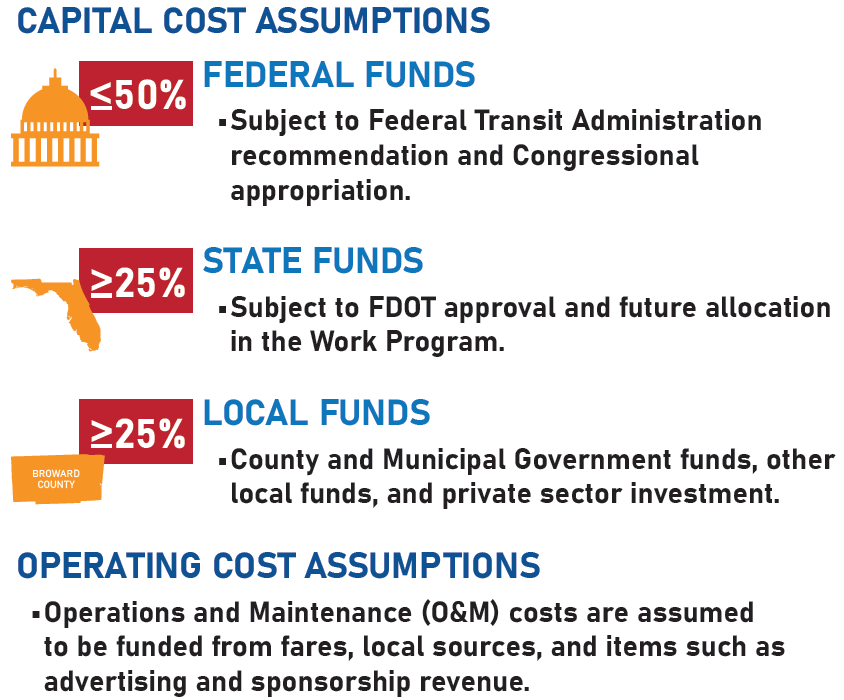 CAPITAL COST ASSUMPTIONS
≤50%
FEDERAL FUNDS
▪Subject to Federal Transit Administration
recommendation and Congressional
appropriation.
≥25%
STATE FUNDS
▪Subject to FDOT approval and future allocation
in the Work Program.
≥25%
LOCAL FUNDS
BROWARD
COUNTY
▪County and Municipal Government funds, other
local funds, and private sector investment.
OPERATING COST ASSUMPTIONS
▪Operations and Maintenance (O&M) costs are assumed
to be funded from fares, local sources, and items such as
advertising and sponsorship revenue.